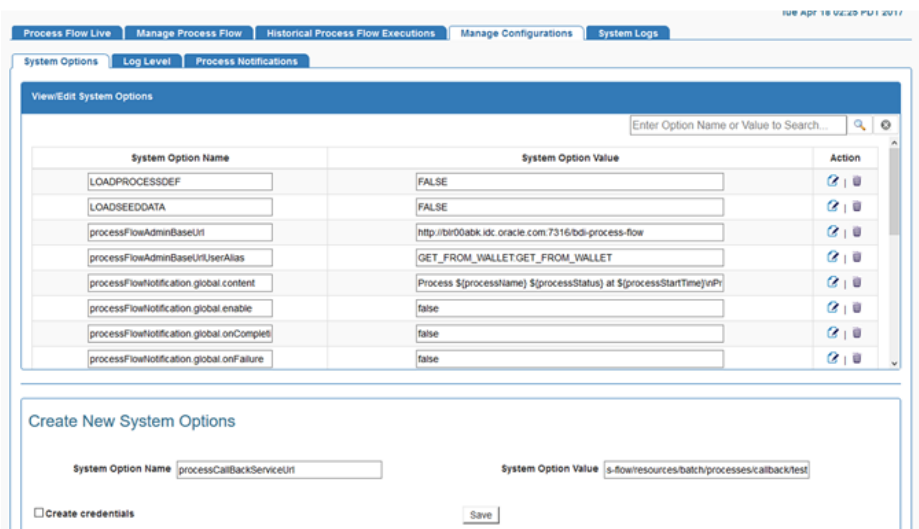 Tue Apr 18 02:25 PDT 2017
Process Flow Live Manage Process Flow Historical Process Flow Executions Manage Configurations System Logs
System Options Log Level Process Notifications
View/Edit System Options
Enter Option Name or Value to Search...
System Option Name System Option Value Action
LOADPROCESSDEF FALSE |
LOADSEEDDATA FALSE |
processFlowAdminBaseUrl http://blr00abk.idc.oracle.com:7316/bdi-process-flow |
processFlowAdminBaseUrlUserAlias GET_FROM_WALLET:GET_FROM_WALLET |
processFlowNotification.global.content Process ${processName} ${processStatus} at ${processStartTime}\nPr |
processFlowNotification.global.enable false |
processFlowNotification.global.onCompleti false |
processFlowNotification.global.onFailure false |
Create New System Options
System Option Name processCallBackServiceUrl System Option Value s-flow/resources/batch/processes/callback/test
Create credentials Save